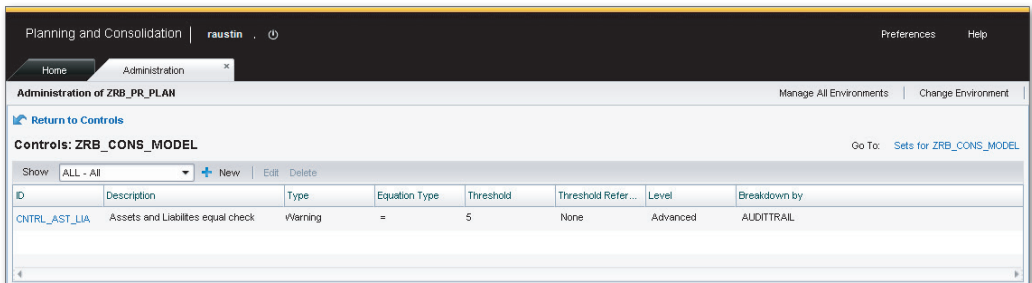 Planning and Consolidation | raustin . Preferences Help
Home Administration ×
Administration of ZRB_PR_PLAN Manage All Environments | Change Environment
Return to Controls
Controls: ZRB_CONS_MODEL Go To: Sets for ZRB_CONS_MODEL
Show ALL - All New Edit Delete
ID Description Type Equation Type Threshold Threshold Refer... Level Breakdown by
CNTRL_AST_LIA Assets and Liabilites equal check Warning = 5 None Advanced AUDITTRAIL